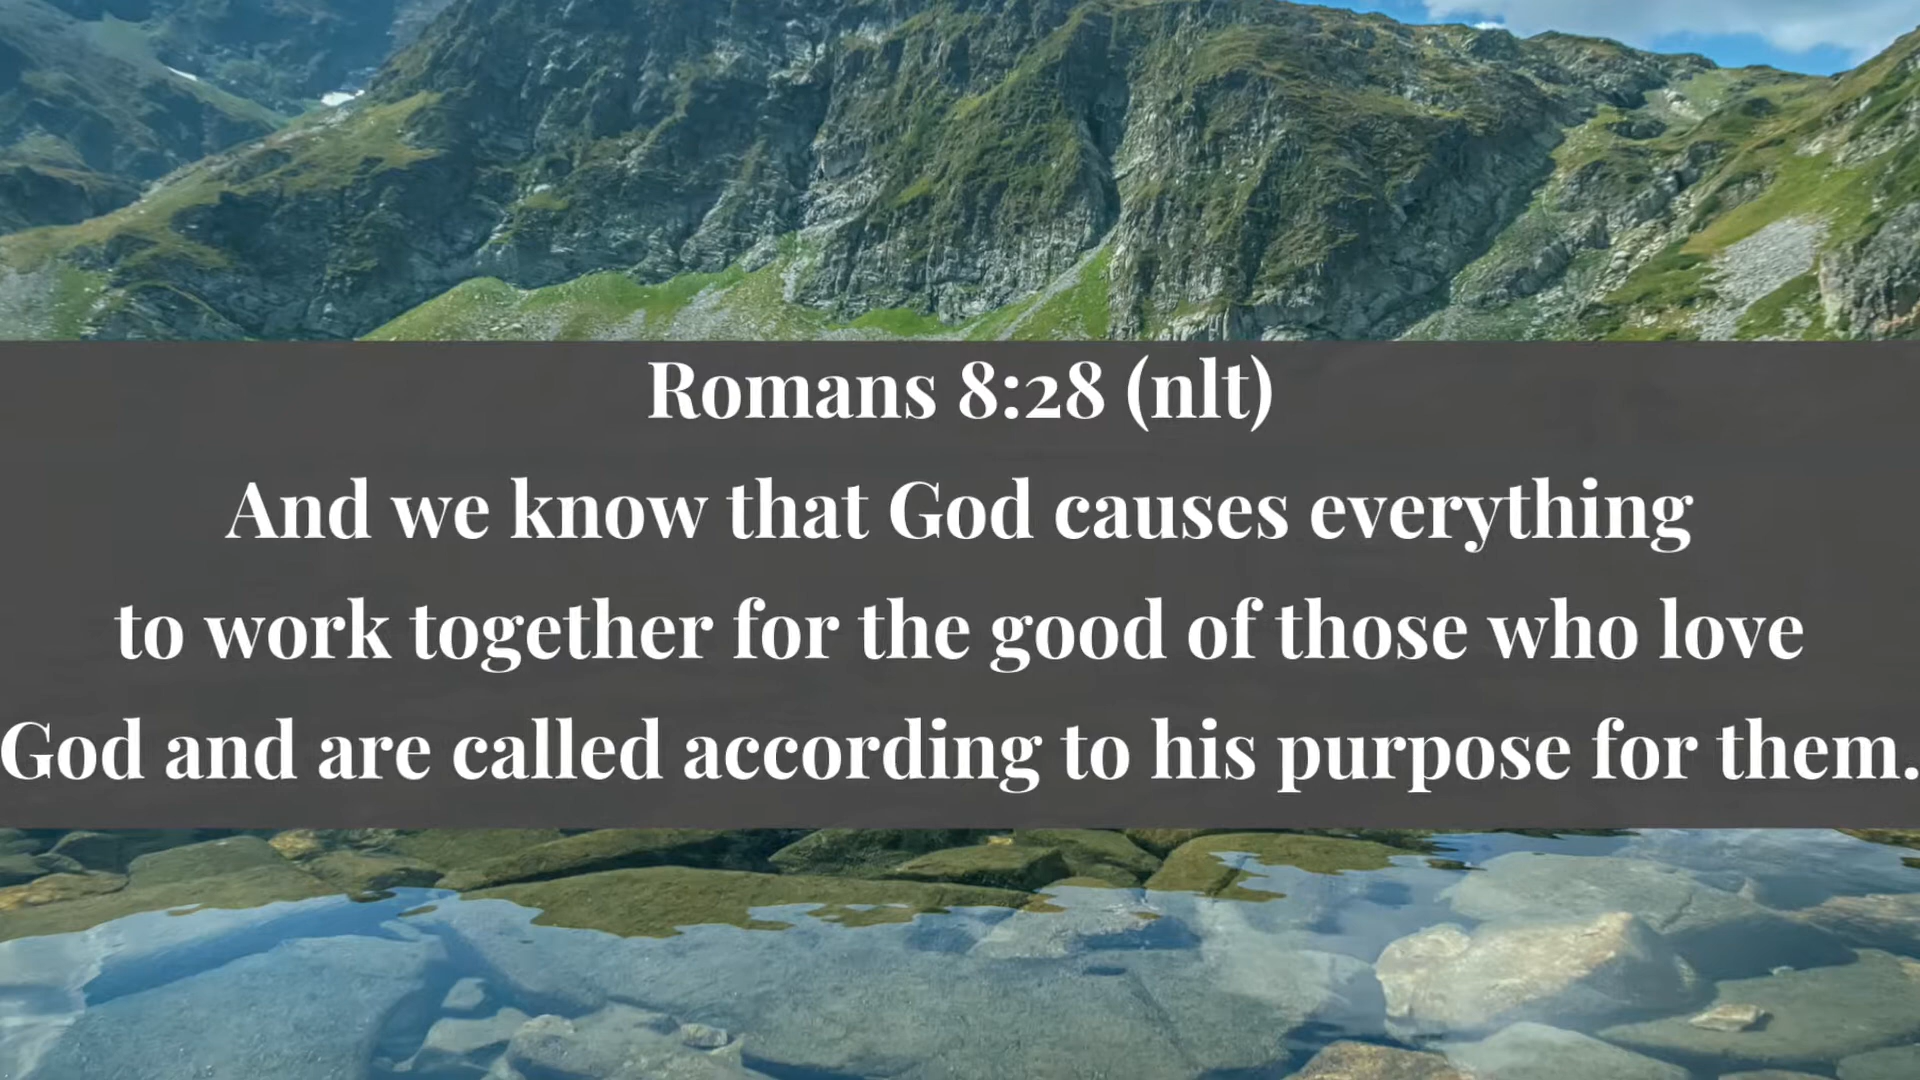 Romans 8:28 (nlt)
And we know that God causes everything
to work together for the good of those who love
God and are called according to his purpose for them.